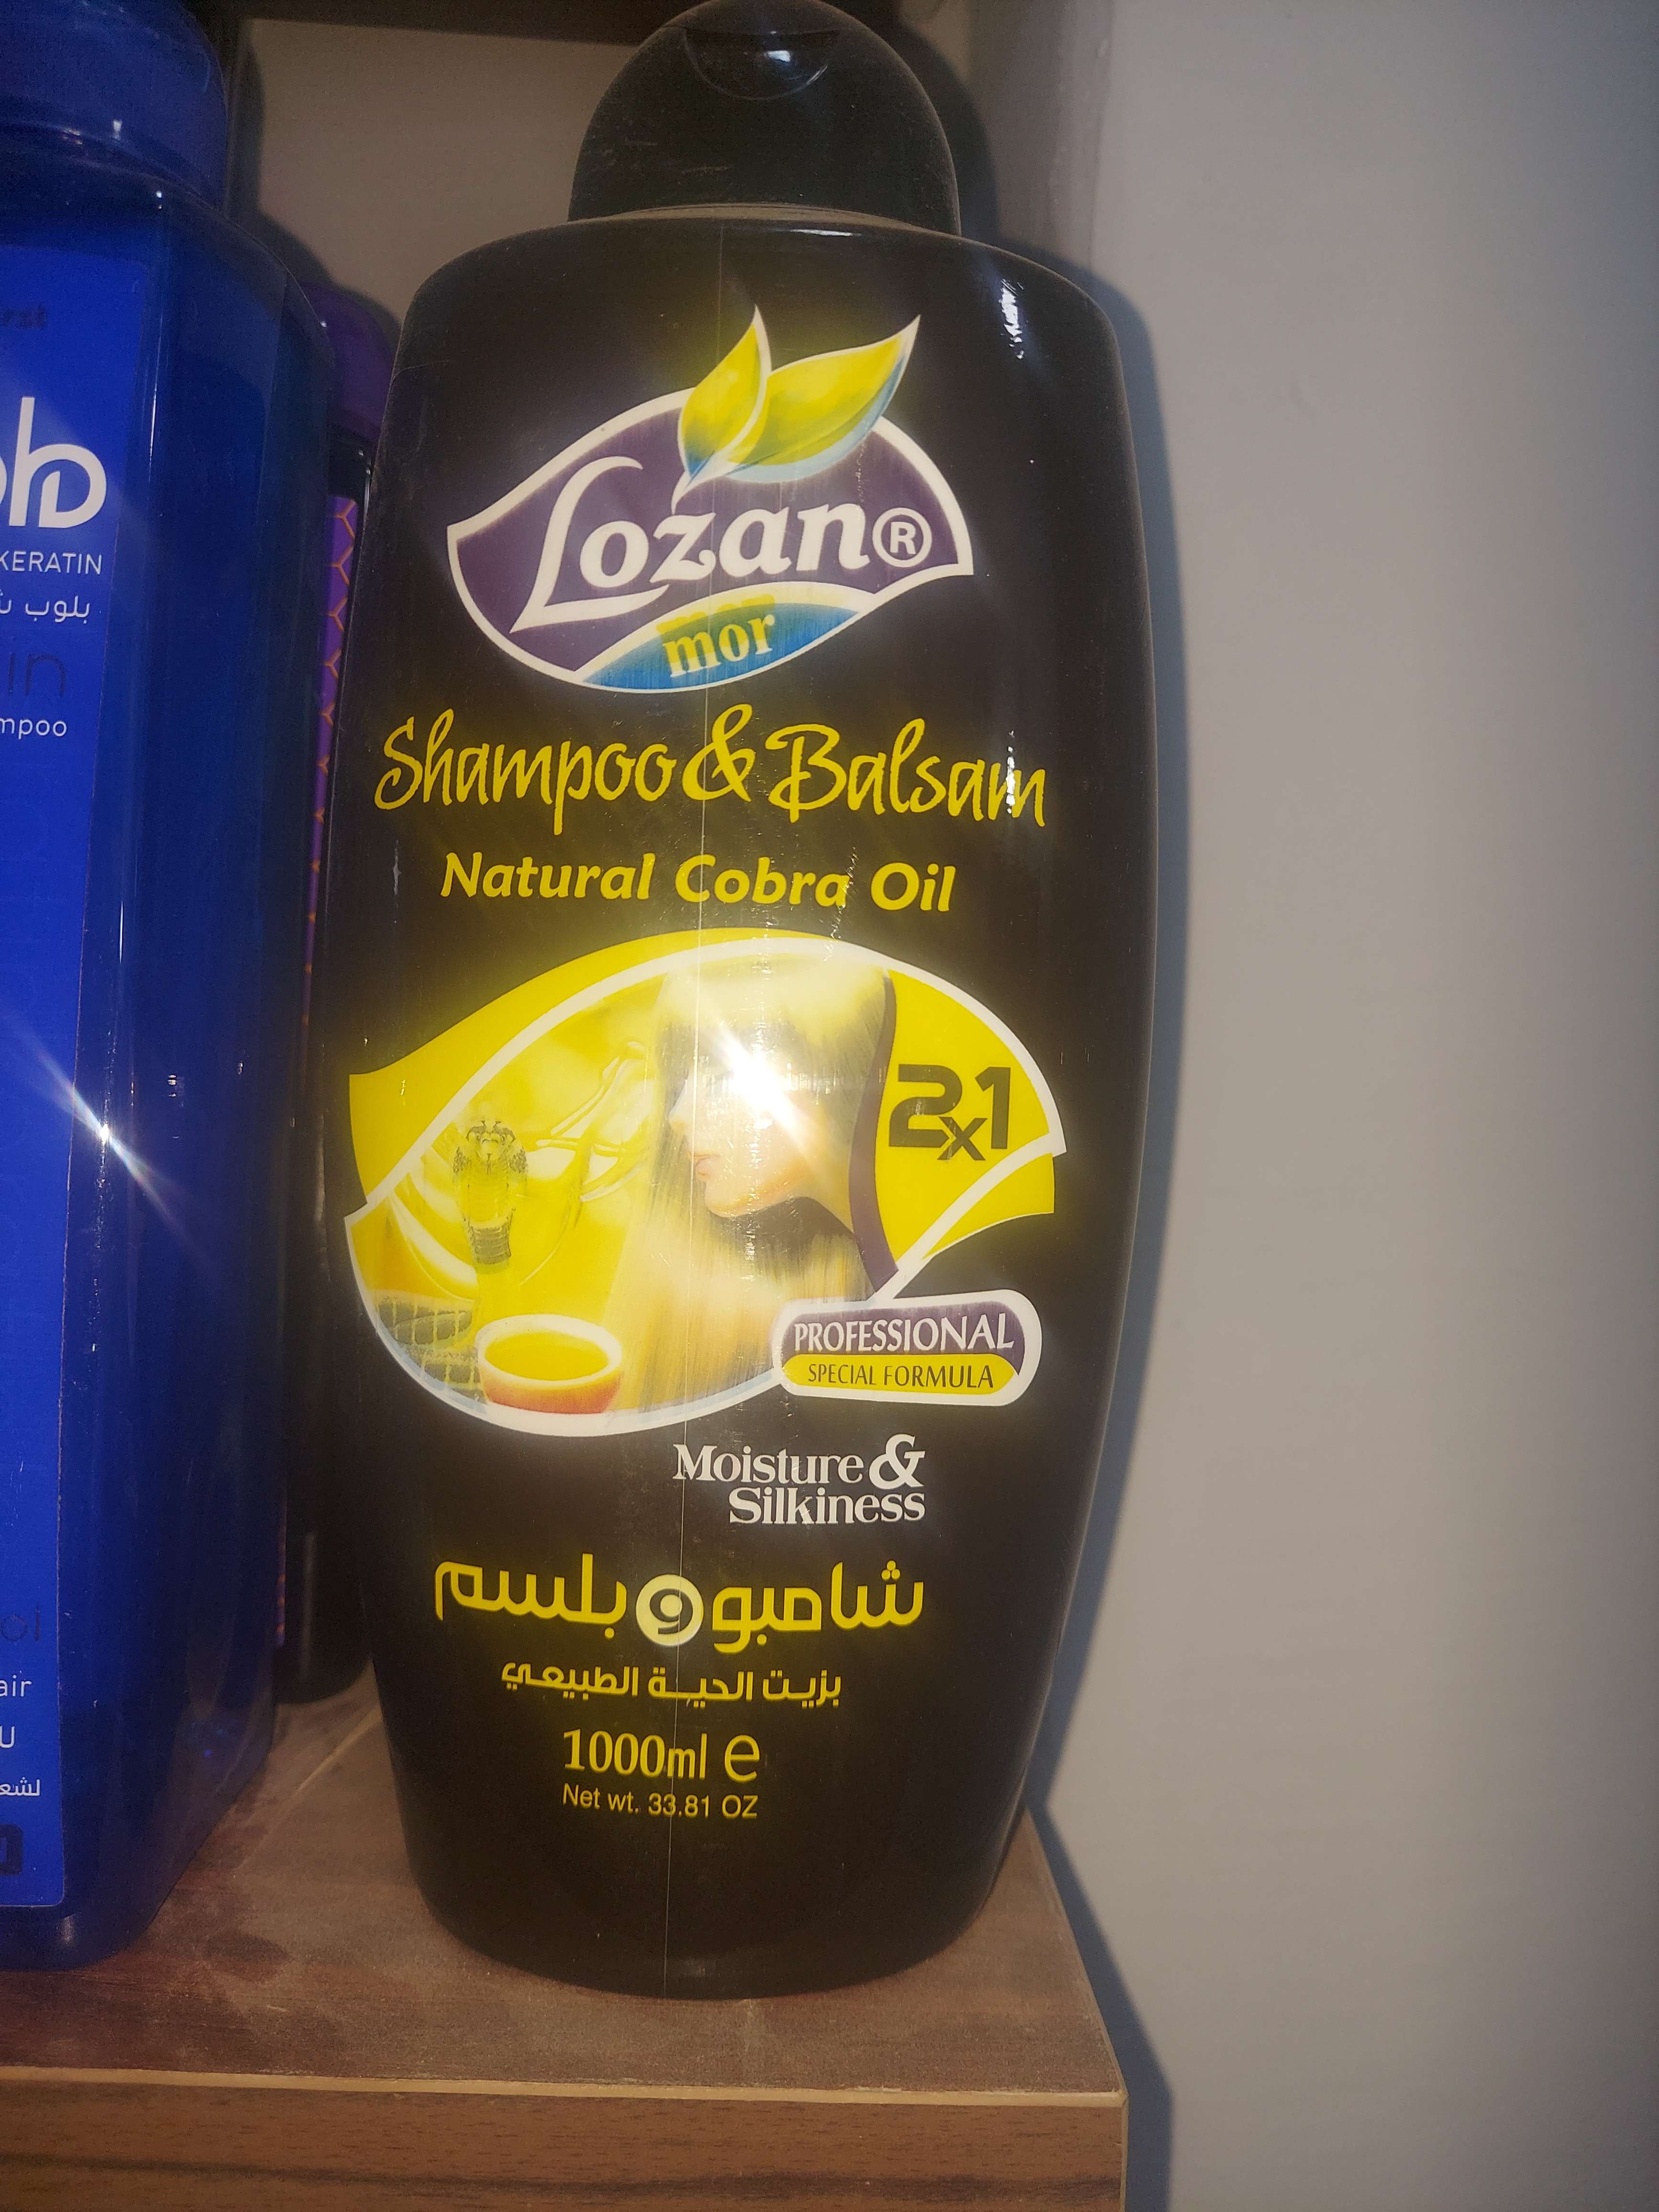 Lozan®
mor
Shampoo & Balsam
Natural Cobra Oil
2x1
PROFESSIONAL
SPECIAL FORMULA
Moisture &
Silkiness
شامبو و بلسم
بزيت الحية الطبيعي
1000ml e
Net wt. 33.81 OZ
KERATIN
بلوب